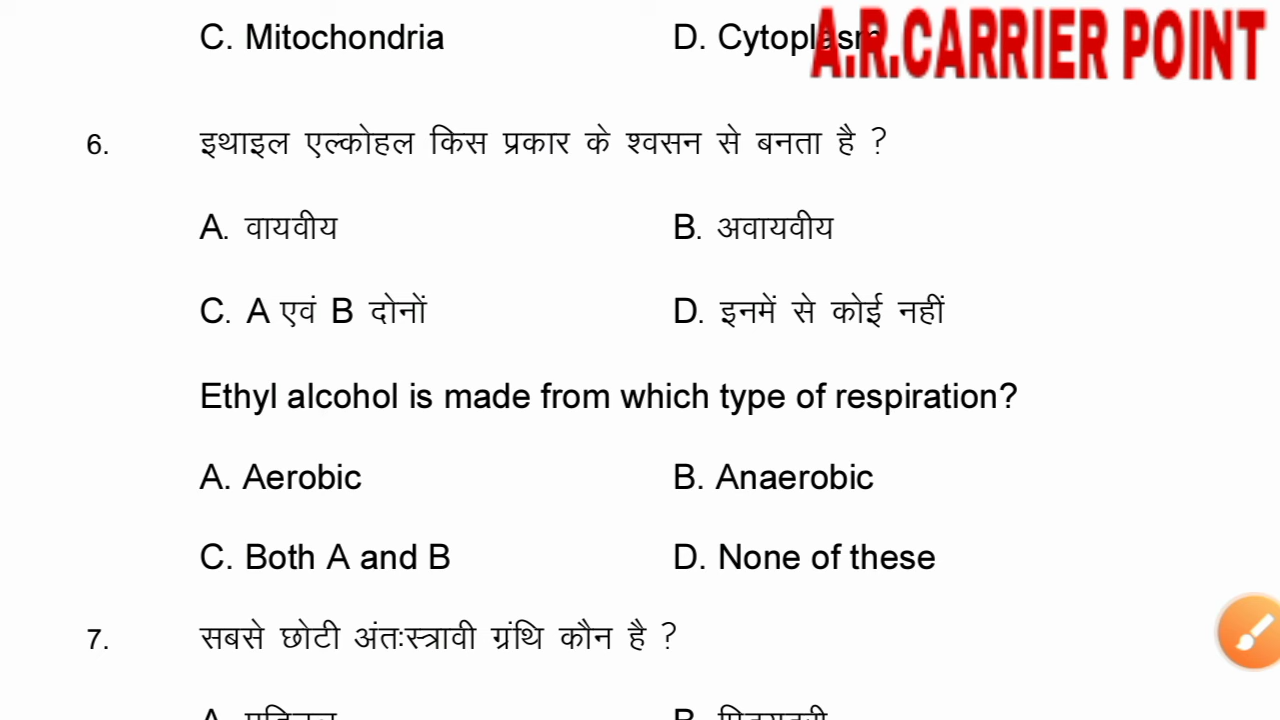 C. Mitochondria D. Cytoplasm
A.R.CARRIER POINT
6. इथाइल एल्कोहल किस प्रकार के श्वसन से बनता है ?
A. वायवीय B. अवायवीय
C. A एवं B दोनों D. इनमें से कोई नहीं
Ethyl alcohol is made from which type of respiration?
A. Aerobic B. Anaerobic
C. Both A and B D. None of these
7. सबसे छोटी अंतःस्त्रावी ग्रंथि कौन है ?
A. B.